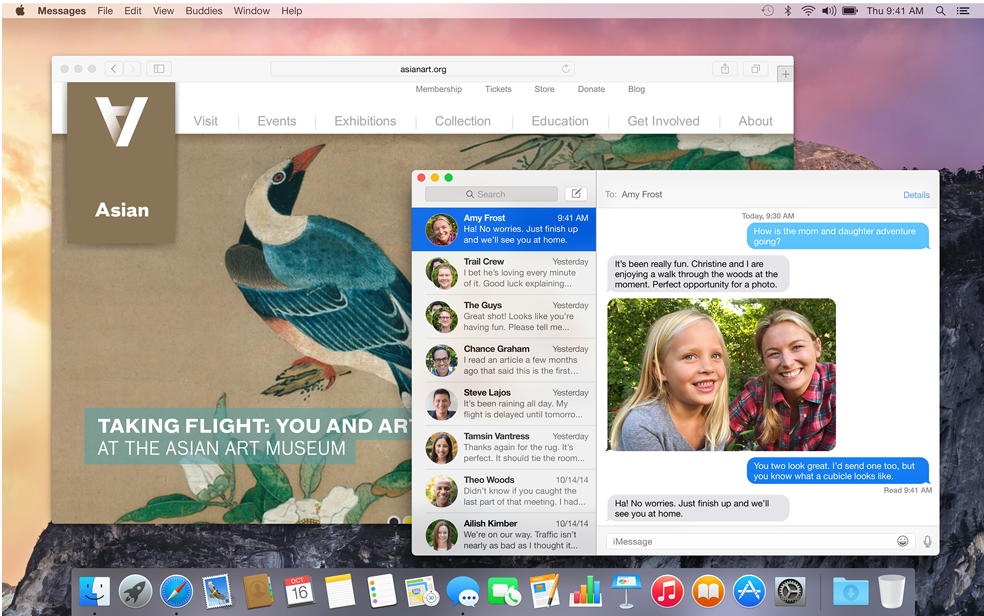 Messages File Edit View Buddies Window Help Thu 9:41 AM
asianart.org
Membership Tickets Store Donate Blog
Visit Events Exhibitions Collection Education Get Involved About
Asian
TAKING FLIGHT: YOU AND ART
AT THE ASIAN ART MUSEUM
Search
Amy Frost 9:41 AM
Ha! No worries. Just finish up
and we'll see you at home.
Trail Crew Yesterday
I bet he's loving every minute
of it. Good luck explaining...
The Guys Yesterday
Great shot! Looks like you're
having fun. Please tell me...
Chance Graham Yesterday
I read an article a few months
ago that said this is the first...
Steve Lajos Yesterday
It's been raining all day. My
flight is delayed until tomorro...
Tamsin Vantress Yesterday
Thanks again for the rug. It's
perfect. It should tie the room...
Theo Woods 10/14/14
Didn't know if you caught the
last part of that meeting. I had...
Ailish Kimber 10/14/14
We're on our way. Traffic isn't
nearly as bad as I thought it...
To: Amy Frost Details
Today, 9:30 AM
How is the mom and daughter adventure
going?
It's been really fun. Christine and I are
enjoying a walk through the woods at the
moment. Perfect opportunity for a photo.
You two look great. I'd send one too, but
you know what a cubicle looks like.
Read 9:41 AM
Ha! No worries. Just finish up and we'll
see you at home.
iMessage
OCT
16